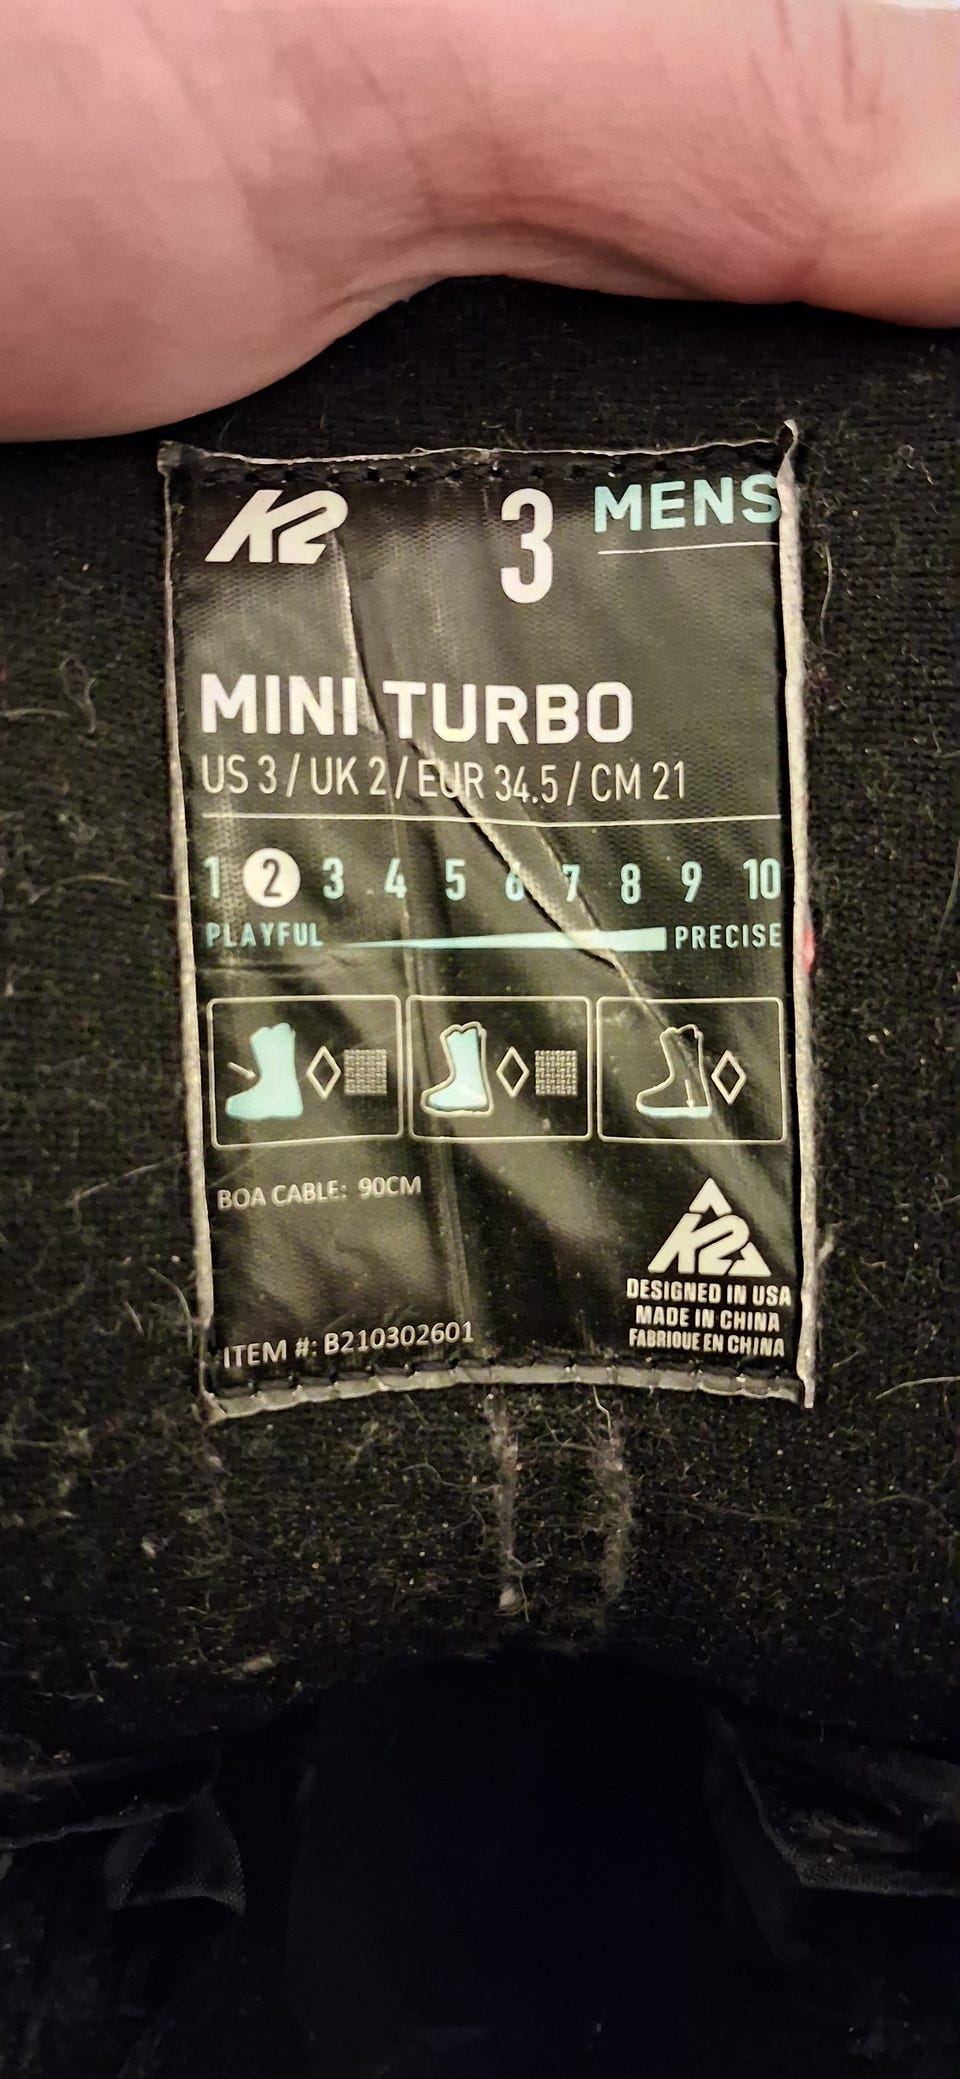 K2 3 MENS
MINI TURBO
US 3 / UK 2 / EUR 34.5 / CM 21
1 2 3 4 5 6 7 8 9 10
PLAYFUL PRECISE
BOA CABLE: 90CM
K2
DESIGNED IN USA
MADE IN CHINA
FABRIQUE EN CHINA
ITEM #: B210302601